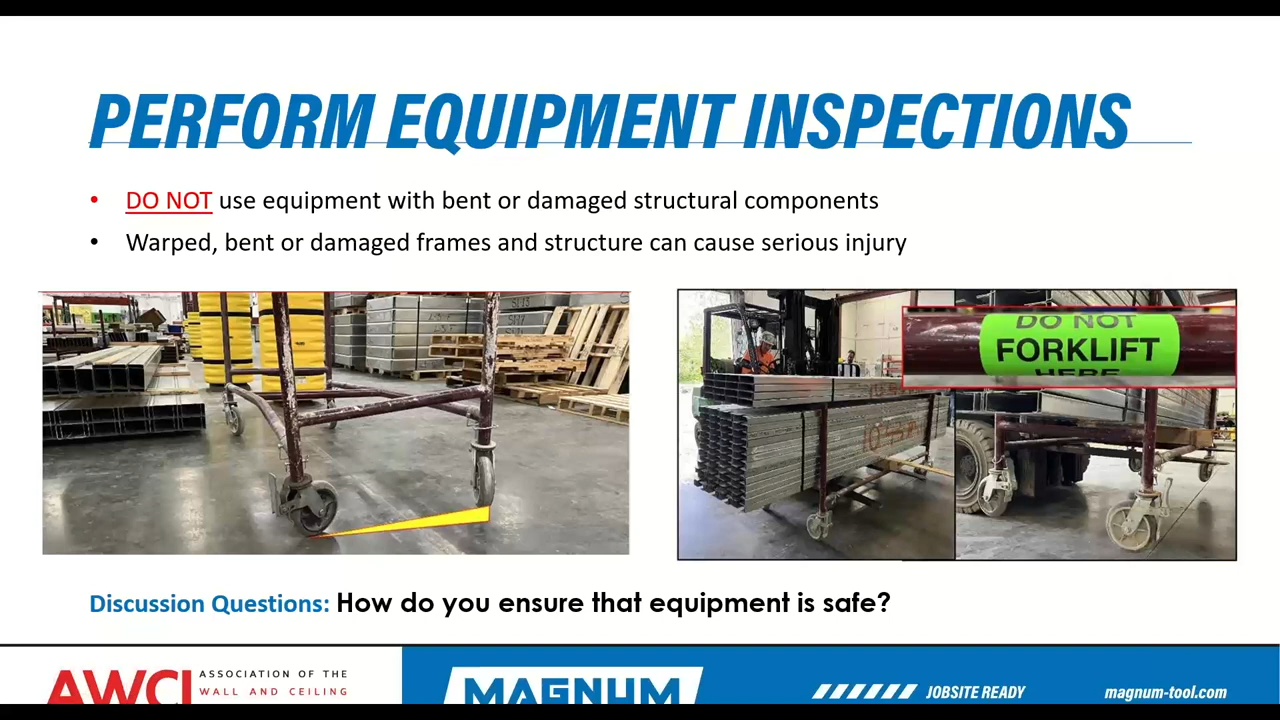 PERFORM EQUIPMENT INSPECTIONS
• DO NOT use equipment with bent or damaged structural components
• Warped, bent or damaged frames and structure can cause serious injury
DO NOT
FORKLIFT
HERE
Discussion Questions: How do you ensure that equipment is safe?
AWCI
ASSOCIATION OF THE
WALL AND CEILING
MAGNUM
JOBSITE READY
magnum-tool.com